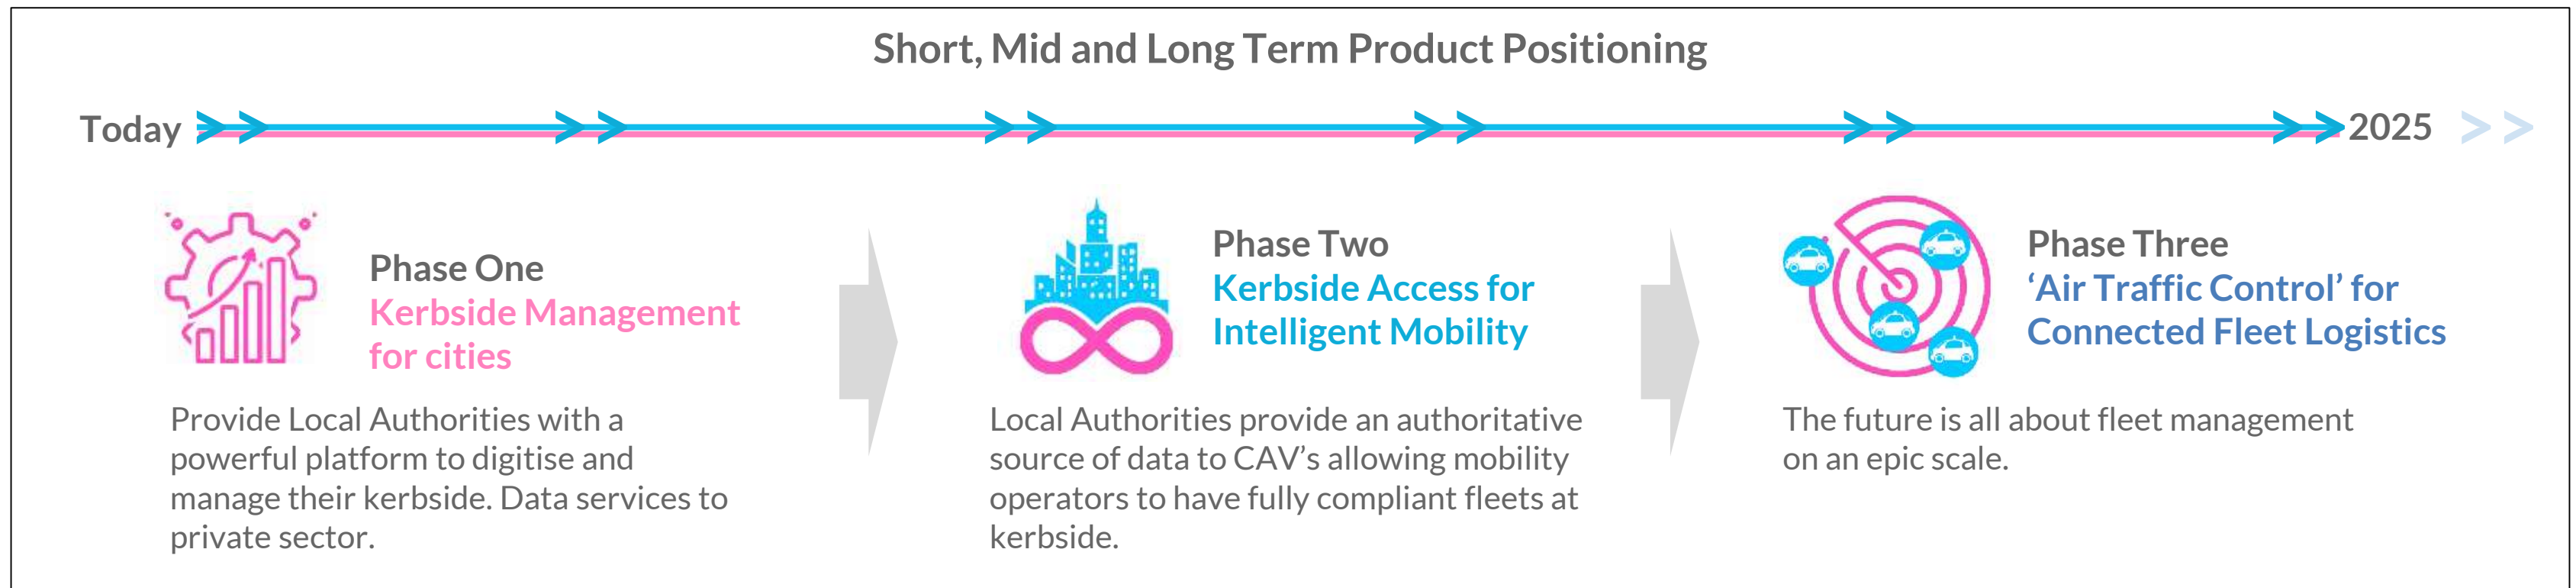 Short, Mid and Long Term Product Positioning
Today
2025
Phase One
Kerbside Management
for cities
Provide Local Authorities with a
powerful platform to digitise and
manage their kerbside. Data services to
private sector.
Phase Two
Kerbside Access for
Intelligent Mobility
Local Authorities provide an authoritative
source of data to CAV's allowing mobility
operators to have fully compliant fleets at
kerbside.
Phase Three
‘Air Traffic Control’ for
Connected Fleet Logistics
The future is all about fleet management
on an epic scale.